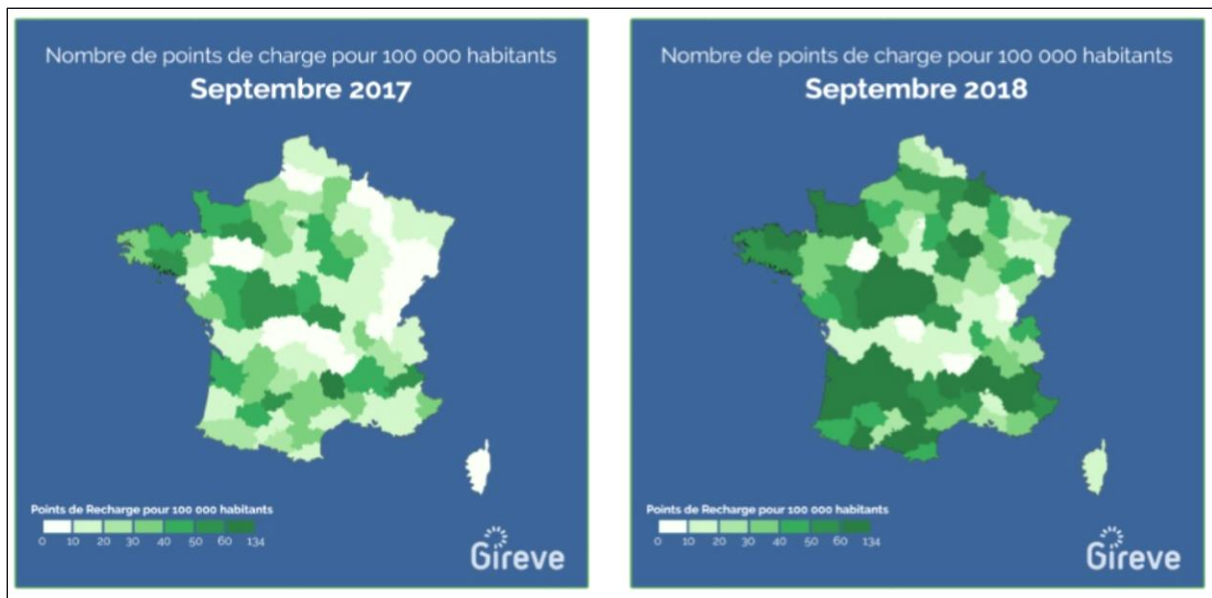 Nombre de points de charge pour 100 000 habitants
Septembre 2017
Points de Recharge pour 100 000 habitants
0 10 20 30 40 50 60 134
Gireve
Nombre de points de charge pour 100 000 habitants
Septembre 2018
Points de Recharge pour 100 000 habitants
0 10 20 30 40 50 60 134
Gireve